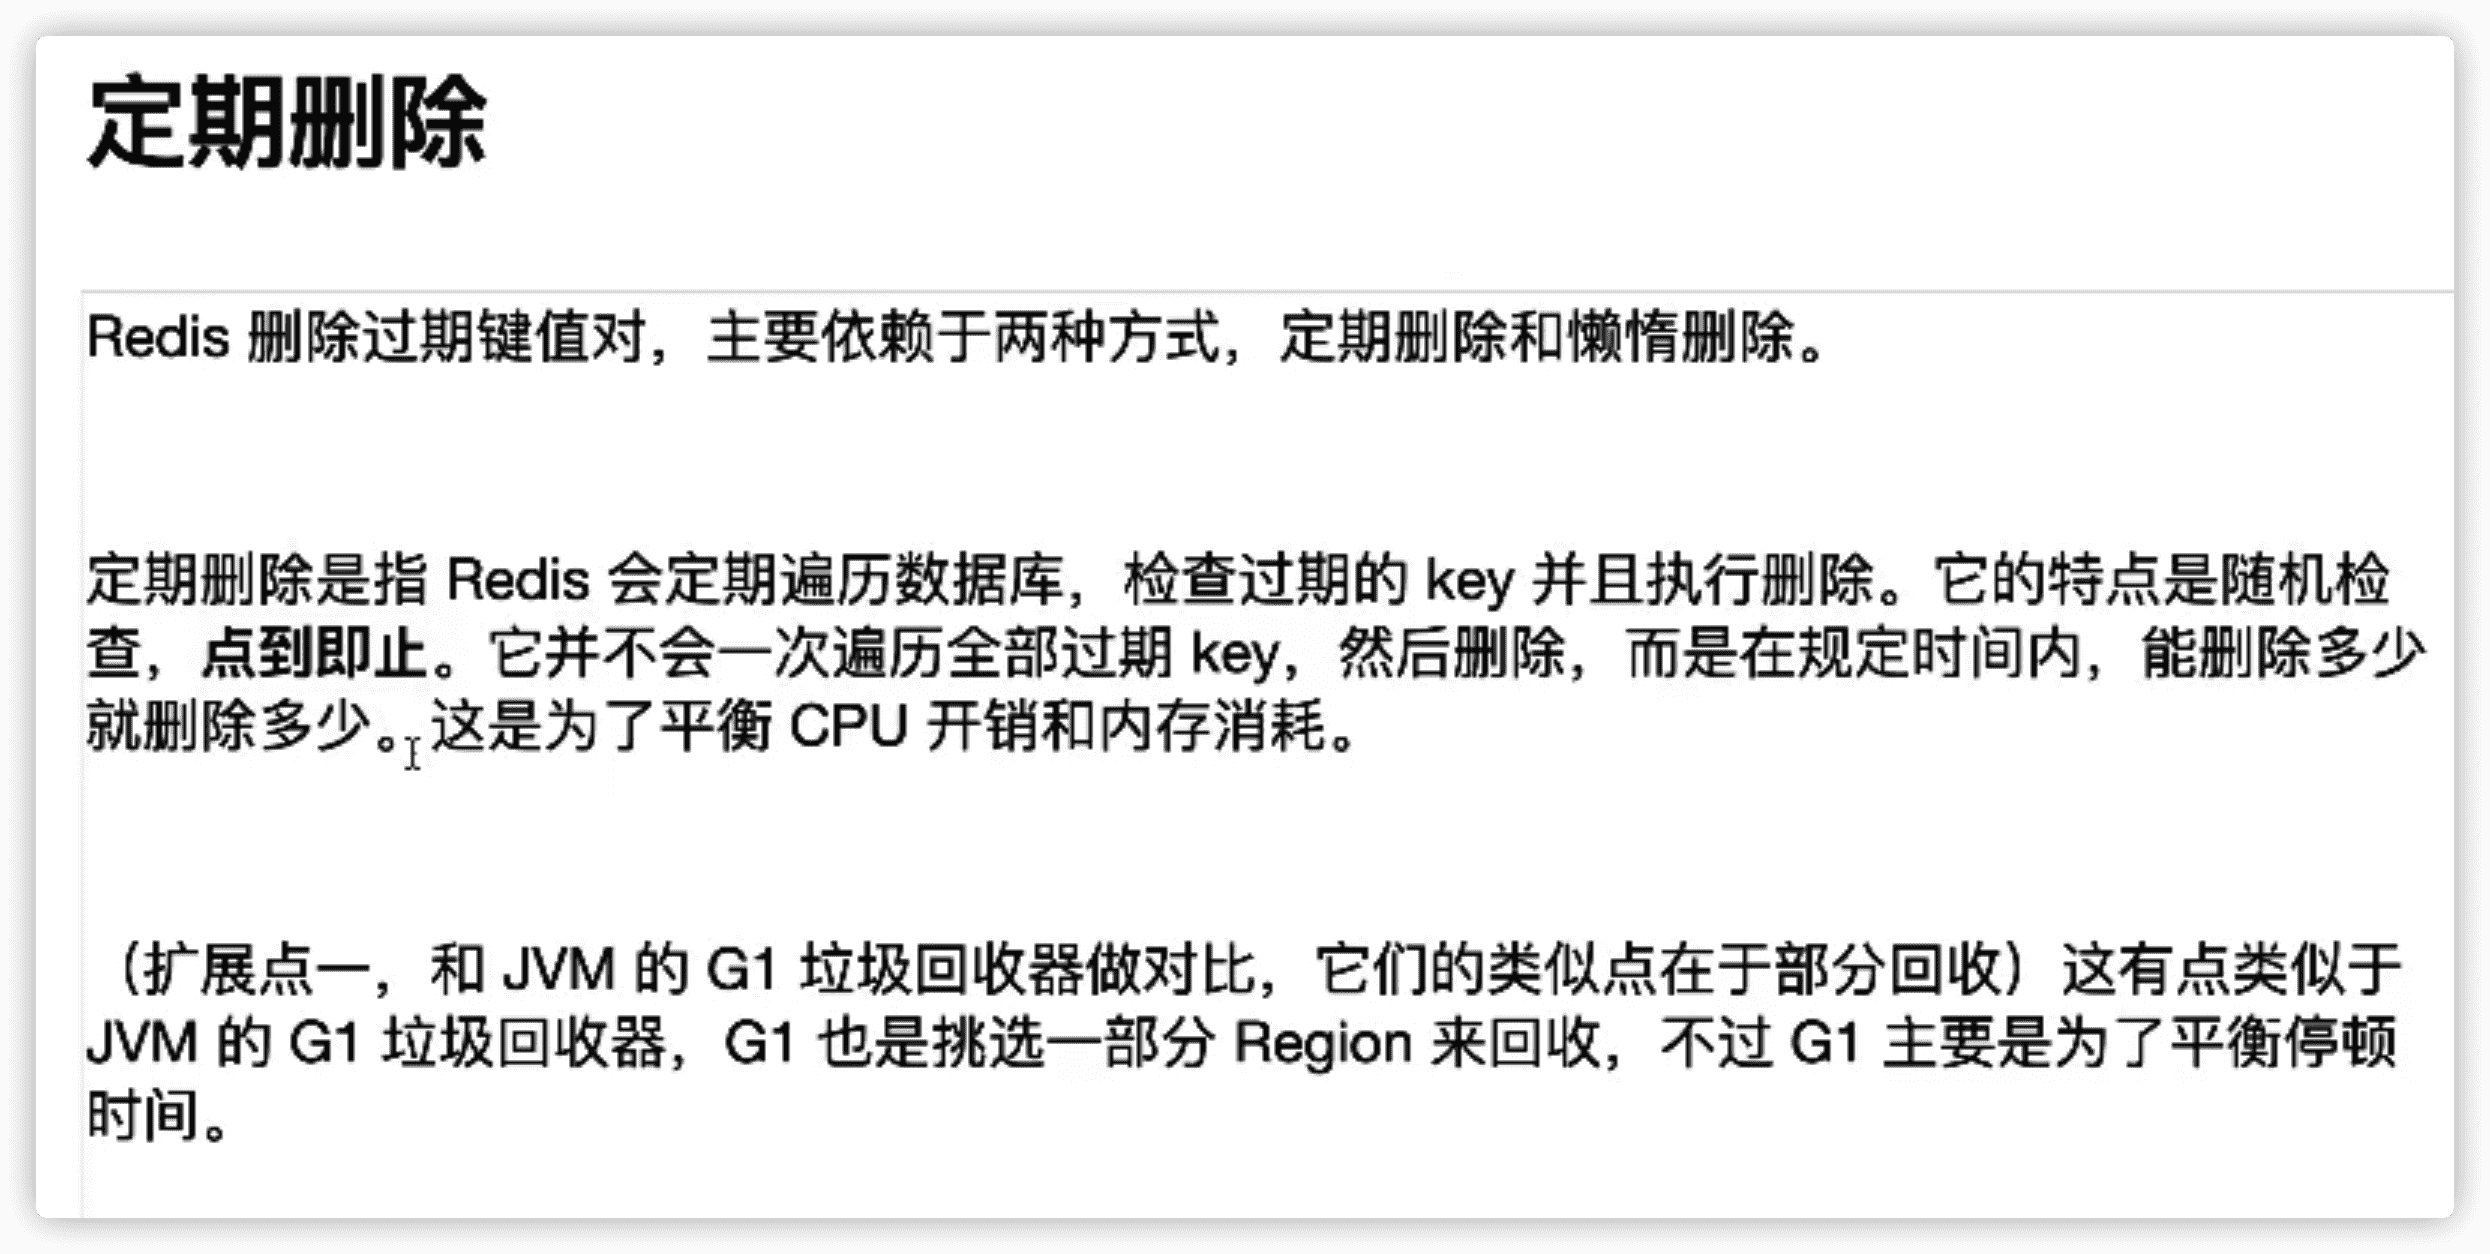 定期删除
Redis 删除过期键值对，主要依赖于两种方式，定期删除和懒惰删除。
定期删除是指 Redis 会定期遍历数据库，检查过期的 key 并且执行删除。它的特点是随机检
查，点到即止。它并不会一次遍历全部过期 key，然后删除，而是在规定时间内，能删除多少
就删除多少。这是为了平衡 CPU 开销和内存消耗。
（扩展点一，和 JVM 的 G1 垃圾回收器做对比，它们的类似点在于部分回收）这有点类似于
JVM 的 G1 垃圾回收器，G1 也是挑选一部分 Region 来回收，不过 G1 主要是为了平衡停顿
时间。